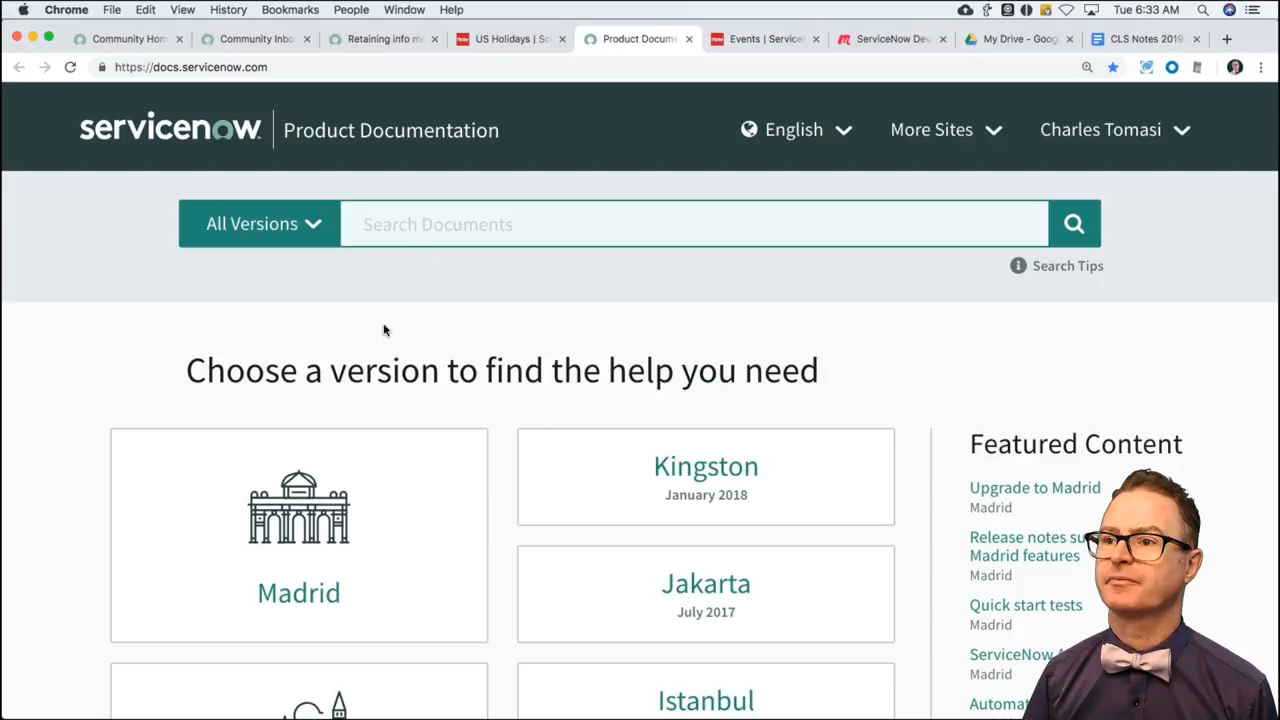 Chrome File Edit View History Bookmarks People Window Help Tue 6:33 AM
Community Hom Community Inbo Retaining info me US Holidays | Sc Product Docume Events | Service ServiceNow Dev My Drive - Goog CLS Notes 2019
https://docs.servicenow.com
servicenow Product Documentation English More Sites Charles Tomasi
All Versions Search Documents
Search Tips
Choose a version to find the help you need
Madrid
Kingston
January 2018
Jakarta
July 2017
Istanbul
Featured Content
Upgrade to Madrid
Madrid
Release notes su
Madrid features
Madrid
Quick start tests
Madrid
ServiceNow
Madrid
Automat